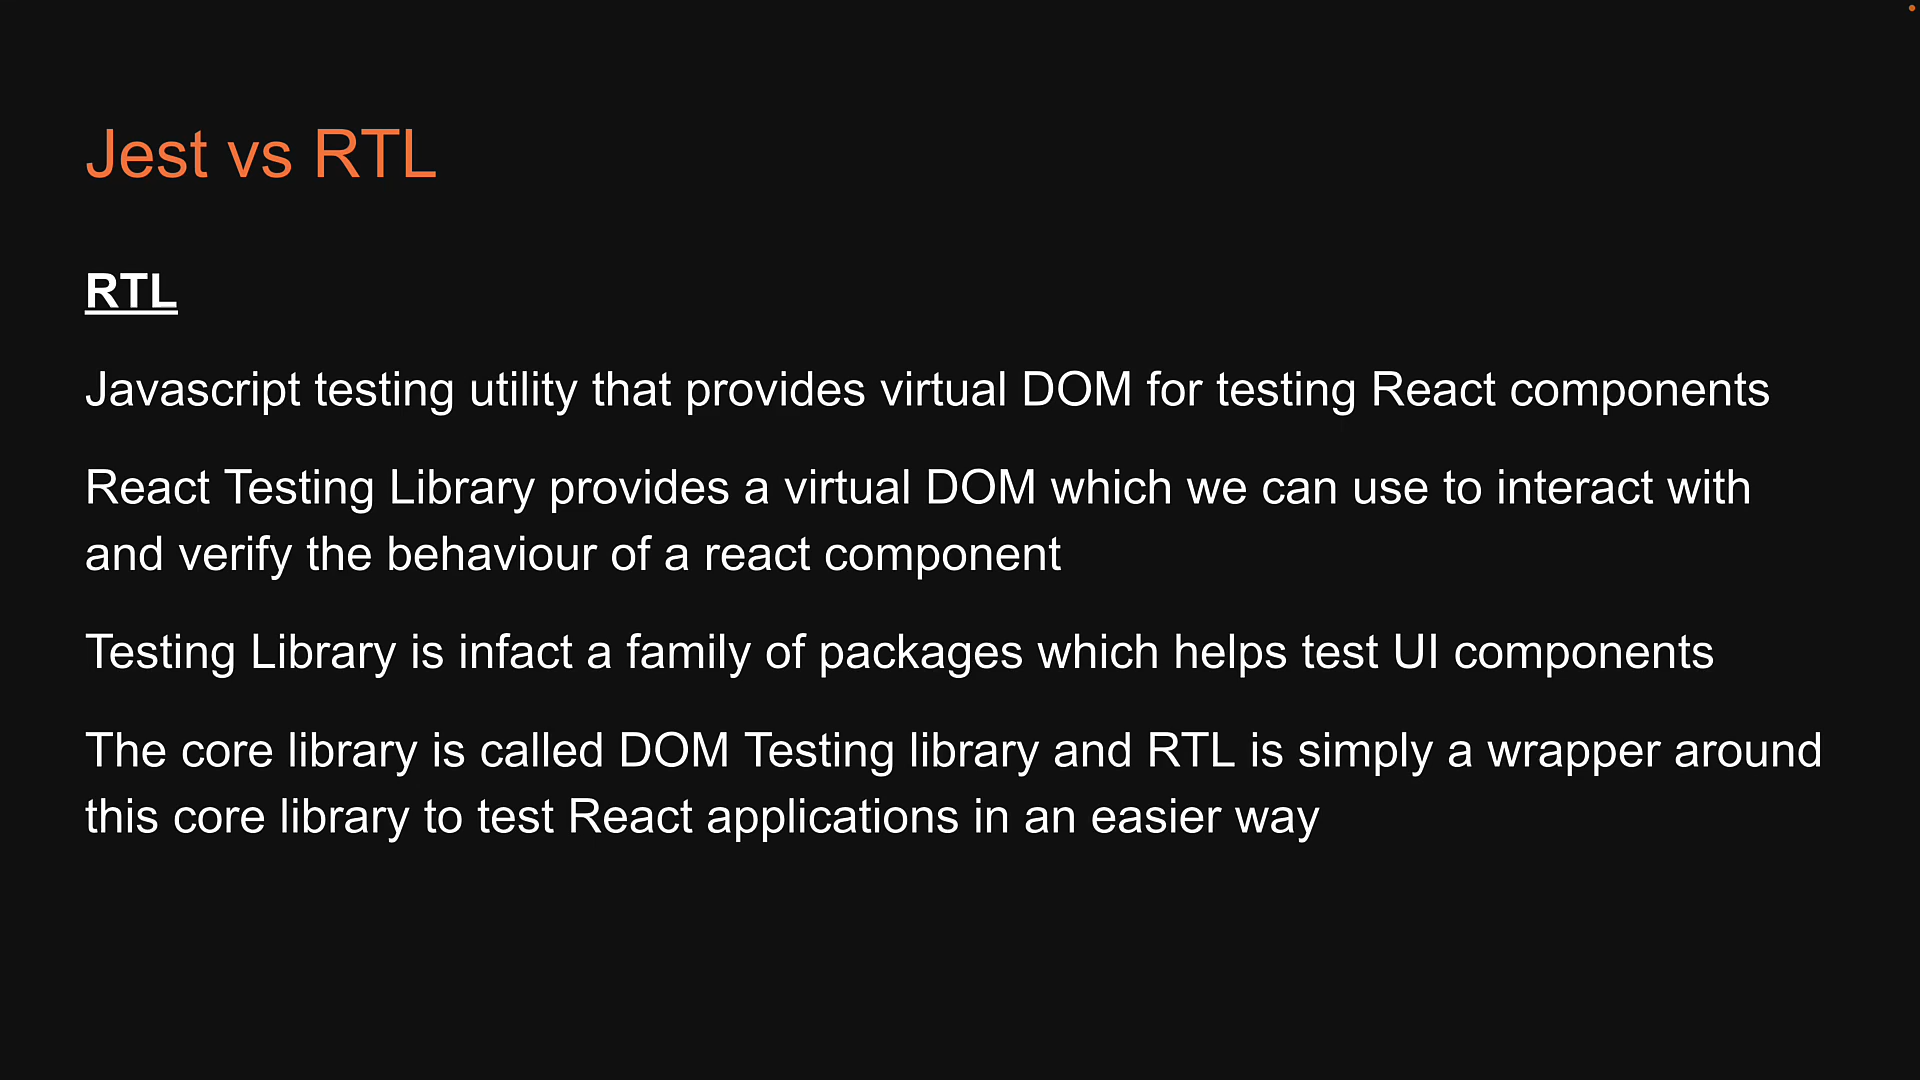 Jest vs RTL
RTL
Javascript testing utility that provides virtual DOM for testing React components
React Testing Library provides a virtual DOM which we can use to interact with
and verify the behaviour of a react component
Testing Library is infact a family of packages which helps test UI components
The core library is called DOM Testing library and RTL is simply a wrapper around
this core library to test React applications in an easier way